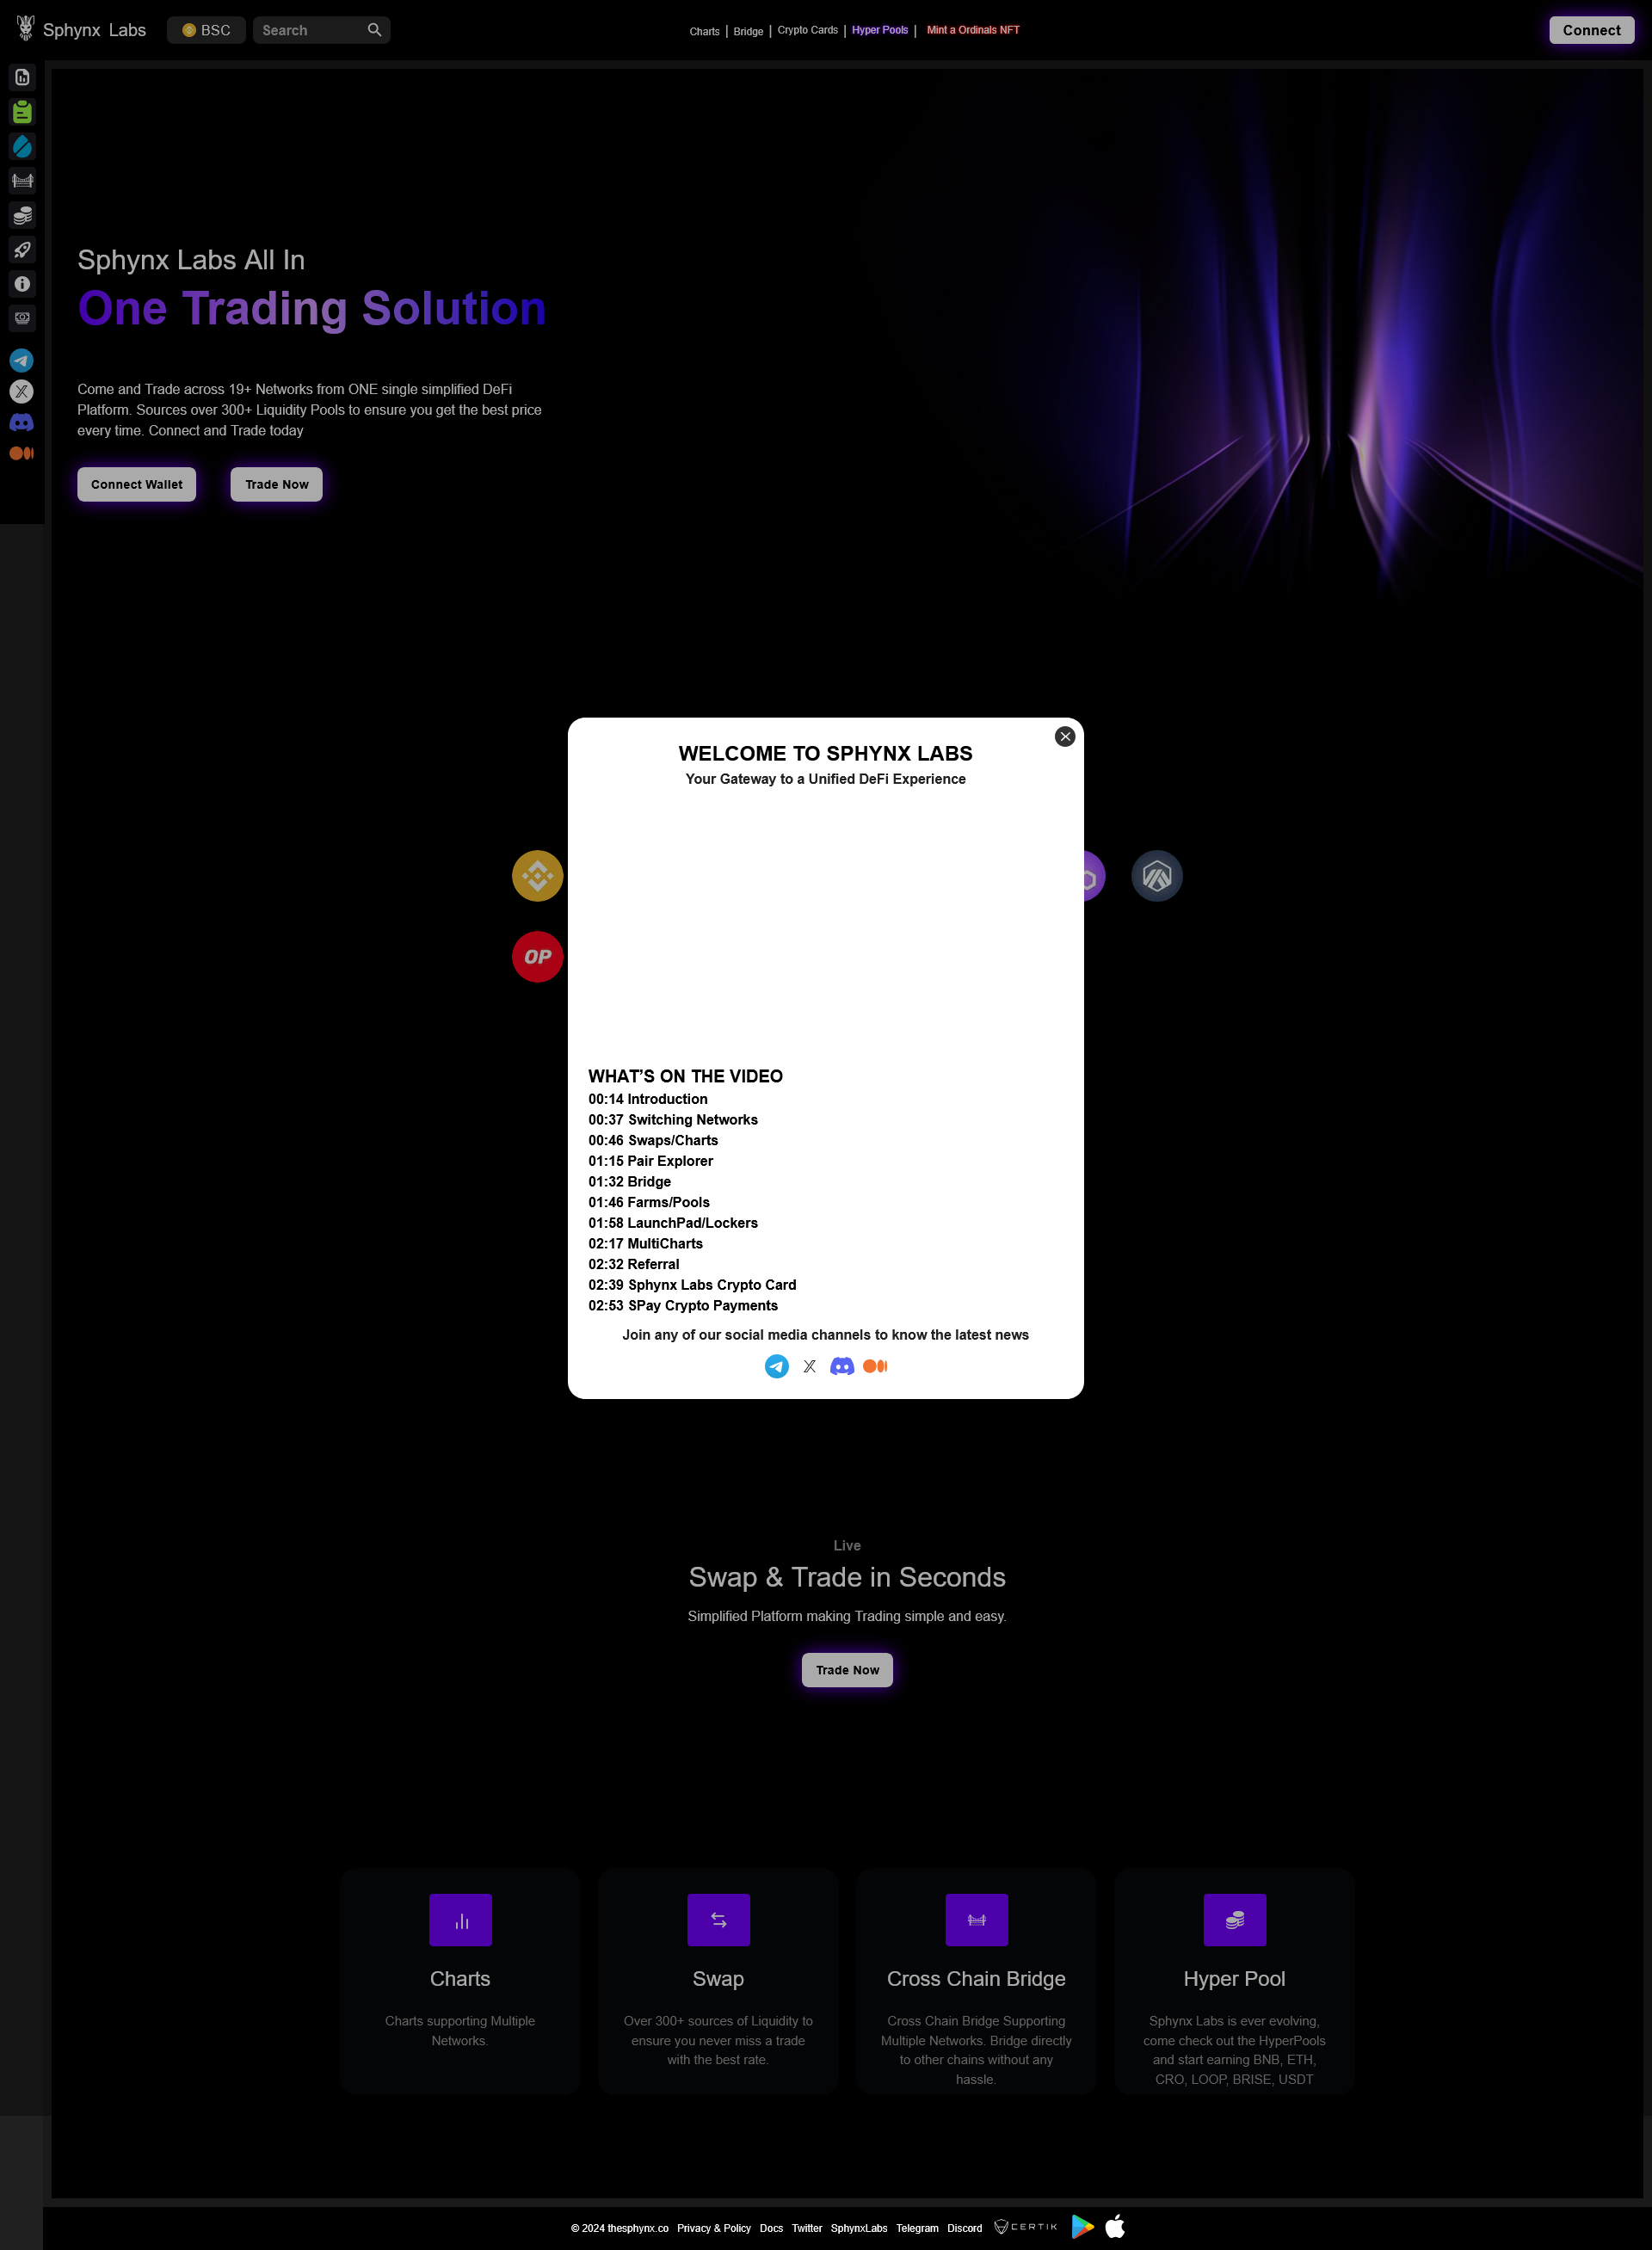 Sphynx Labs
BSC
Search
Charts | Bridge | Crypto Cards | Hyper Pools | Mint a Ordinals NFT
Connect
Sphynx Labs All In
One Trading Solution
Come and Trade across 19+ Networks from ONE single simplified DeFi
Platform. Sources over 300+ Liquidity Pools to ensure you get the best price
every time. Connect and Trade today
Connect Wallet
Trade Now
WELCOME TO SPHYNX LABS
Your Gateway to a Unified DeFi Experience
OP
WHAT’S ON THE VIDEO
00:14 Introduction
00:37 Switching Networks
00:46 Swaps/Charts
01:15 Pair Explorer
01:32 Bridge
01:46 Farms/Pools
01:58 LaunchPad/Lockers
02:17 MultiCharts
02:32 Referral
02:39 Sphynx Labs Crypto Card
02:53 SPay Crypto Payments
Join any of our social media channels to know the latest news
Live
Swap & Trade in Seconds
Simplified Platform making Trading simple and easy.
Trade Now
Charts
Charts supporting Multiple
Networks.
Swap
Over 300+ sources of Liquidity to
ensure you never miss a trade
with the best rate.
Cross Chain Bridge
Cross Chain Bridge Supporting
Multiple Networks. Bridge directly
to other chains without any
hassle.
Hyper Pool
Sphynx Labs is ever evolving,
come check out the HyperPools
and start earning BNB, ETH,
CRO, LOOP, BRISE, USDT
© 2024 thesphynx.co Privacy & Policy Docs Twitter SphynxLabs Telegram Discord CERTIK